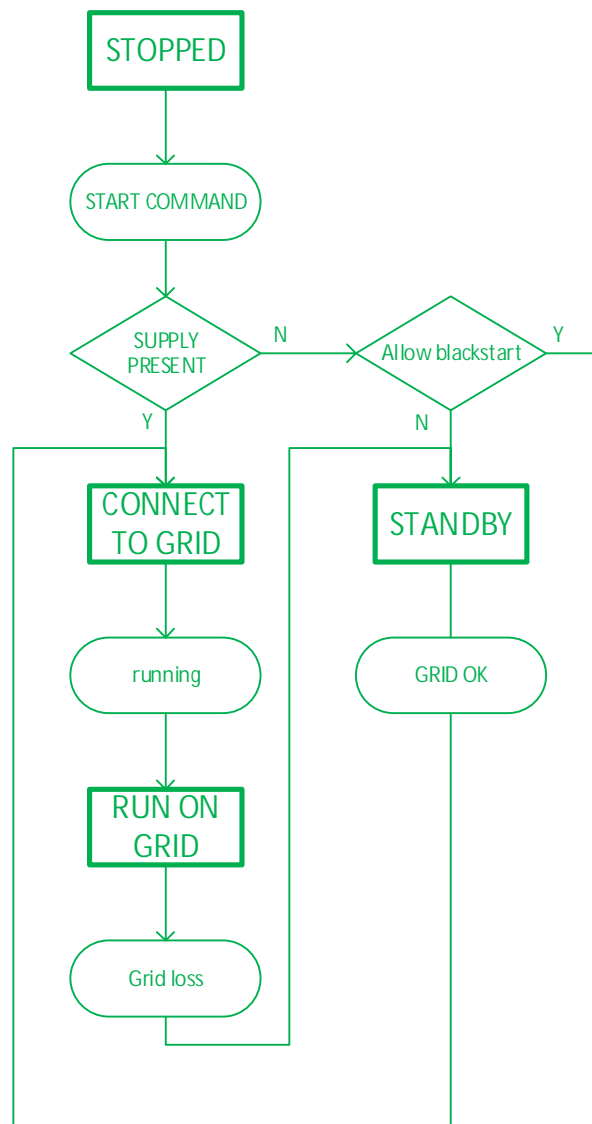 STOPPED
START COMMAND
SUPPLY
PRESENT
N
Allow blackstart
Y
Y
N
CONNECT
TO GRID
STANDBY
running
GRID OK
RUN ON
GRID
Grid loss